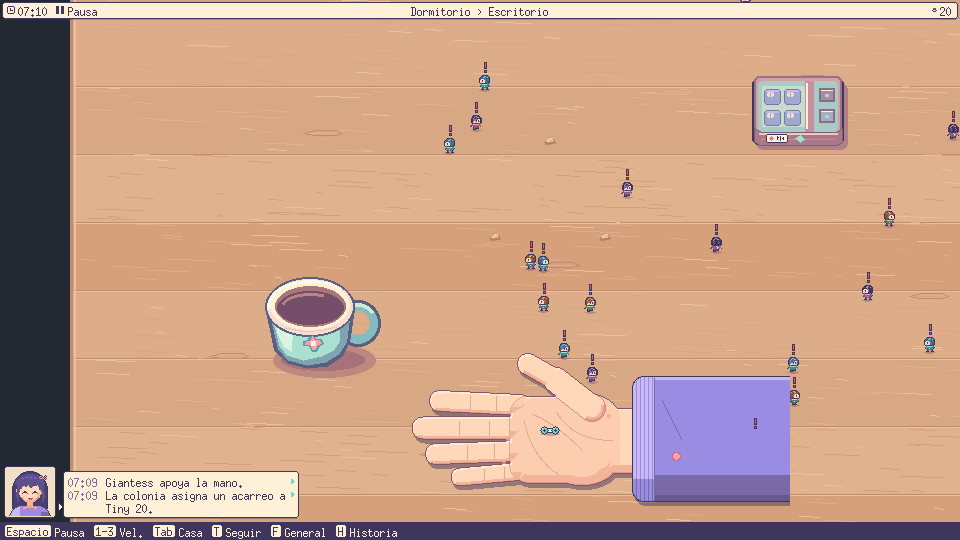 07:10 Pausa
Dormitorio > Escritorio
20
07:09 Giantess apoya la mano.
07:09 La colonia asigna un acarreo a
Tiny 20.
Espacio Pausa 1-3 Vel. Tab Casa T Seguir F General H Historia